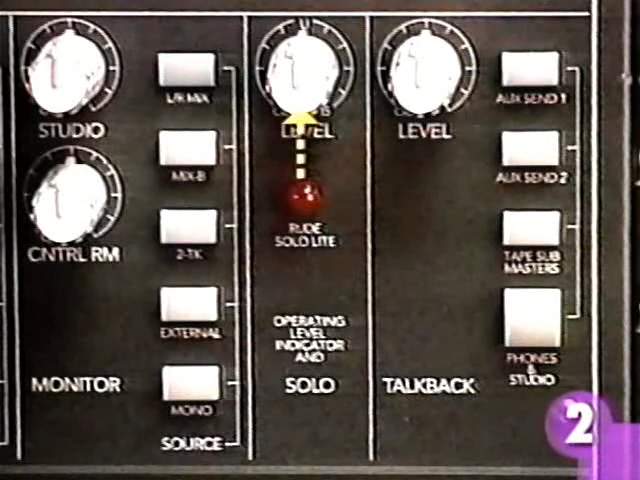 STUDIO
CNTRL RM
MONITOR
L/R MIX
MIX-B
2-TK
EXTERNAL
MONO
SOURCE
U
LEVEL
RUDE
SOLO LITE
OPERATING
LEVEL
INDICATOR
AND
SOLO
LEVEL
TALKBACK
AUX SEND 1
AUX SEND 2
TAPE SUB
MASTERS
PHONES
&
STUDIO
2